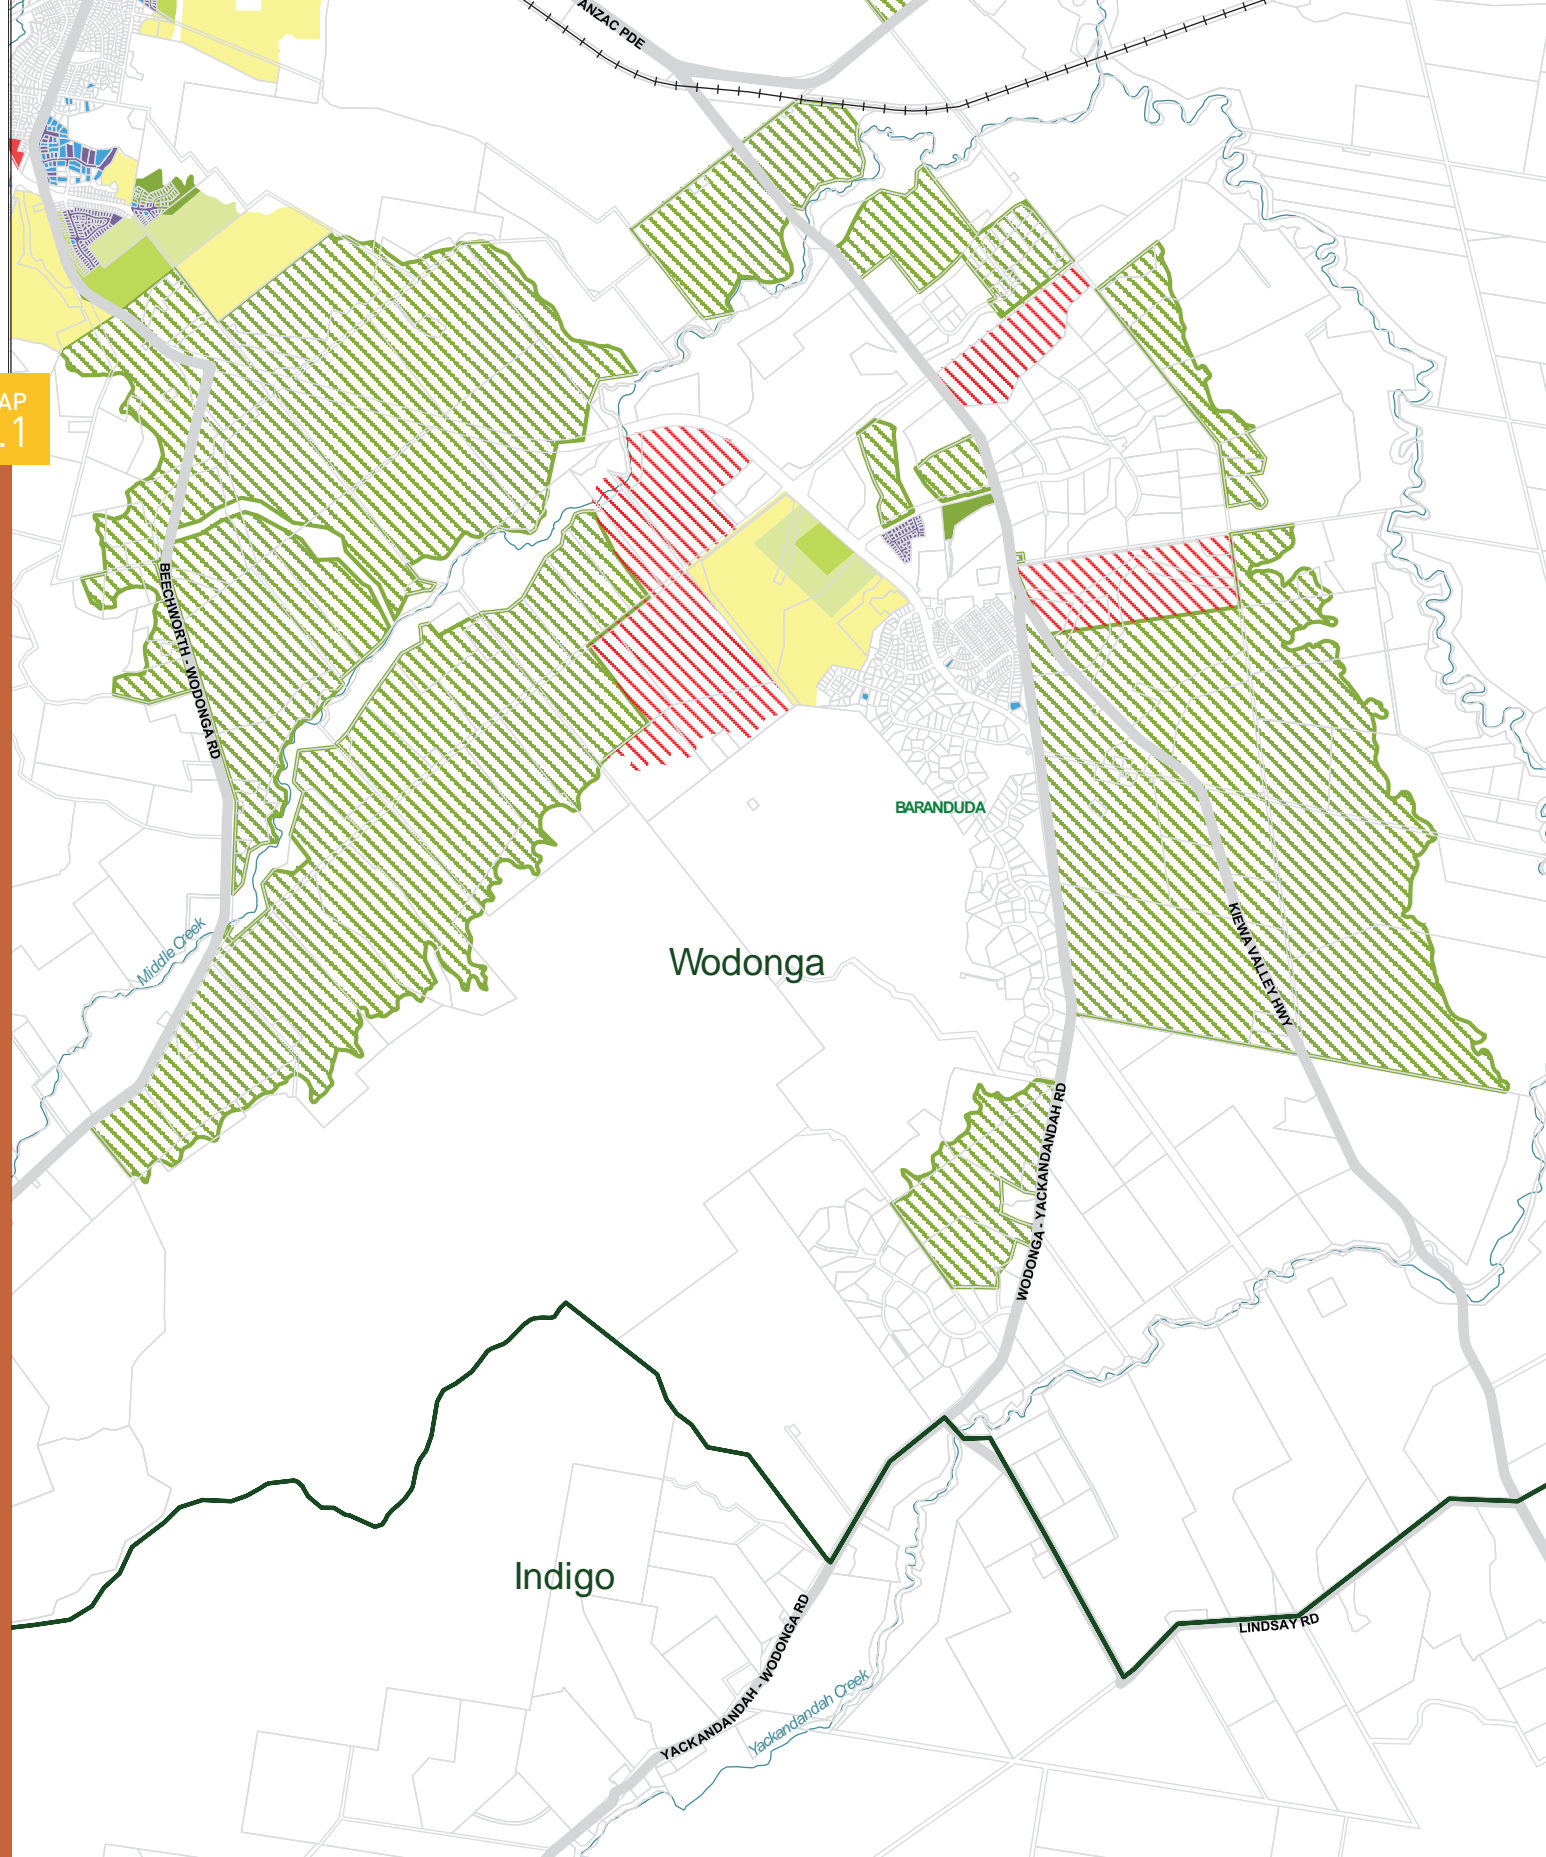 ANZAC PDE
AP
.1
BEECHWORTH - WODONGA RD
BARANDUDA
KIEWA VALLEY HWY
Middle Creek
Wodonga
WODONGA - YACKANDANDAH RD
Indigo
LINDSAY RD
YACKANDANDAH - WODONGA RD
Yackandandah Creek